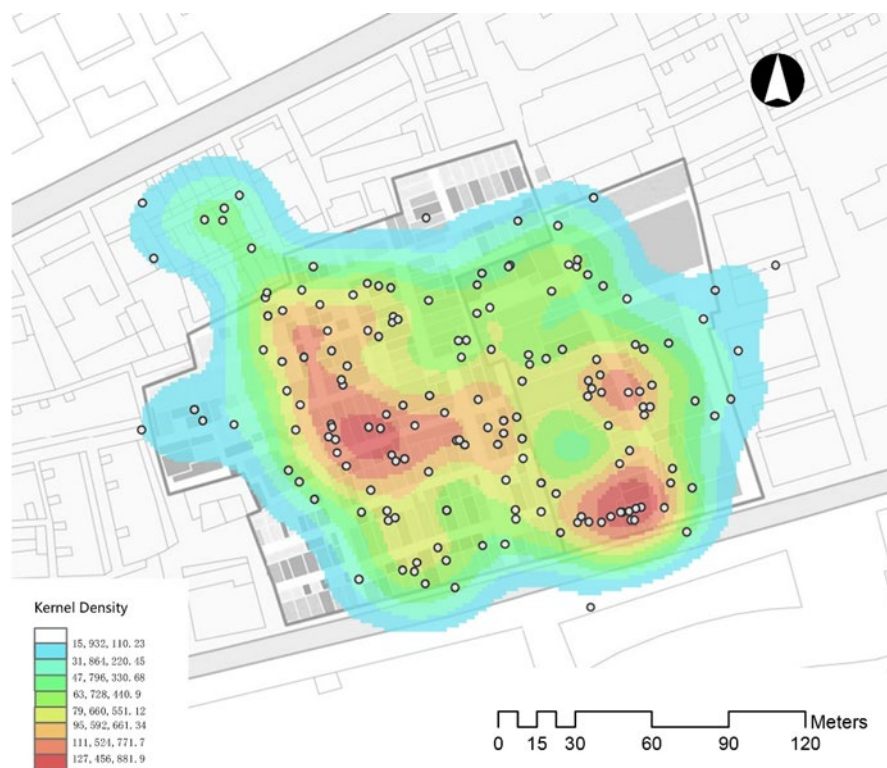 Kernel Density
15, 932, 110. 23
31, 864, 220. 45
47, 796, 330. 68
63, 728, 440. 9
79, 660, 551. 12
95, 592, 661. 34
111, 524, 771. 7
127, 456, 881. 9
Meters
0 15 30 60 90 120